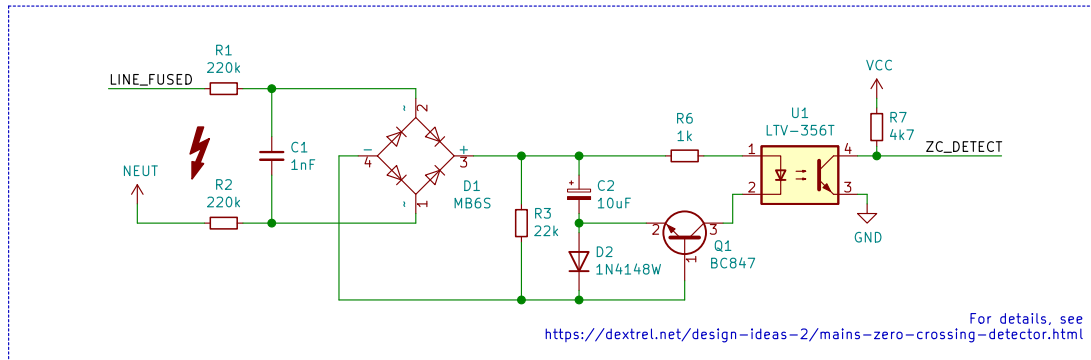 R1
220k
LINE_FUSED
~
2
C1
1nF
NEUT
R2
220k
-
4
+
3
D1
MB6S
~
1
R3
22k
+
C2
10uF
D2
1N4148W
R6
1k
2
3
1
Q1
BC847
U1
LTV-356T
1
2
4
3
VCC
R7
4k7
ZC_DETECT
GND
For details, see
https://dextrel.net/design-ideas-2/mains-zero-crossing-detector.html